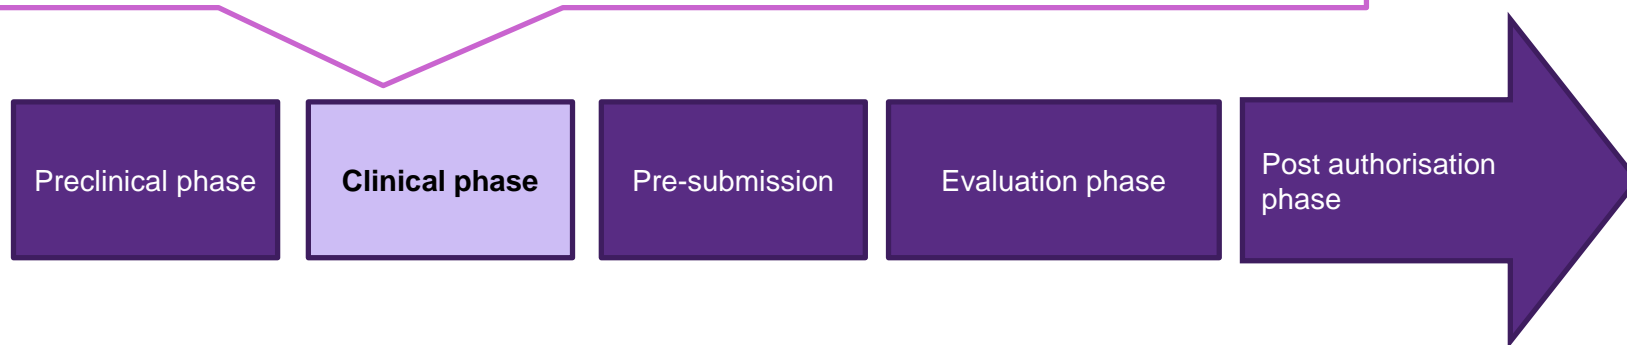 Preclinical phase
Clinical phase
Pre-submission
Evaluation phase
Post authorisation
phase